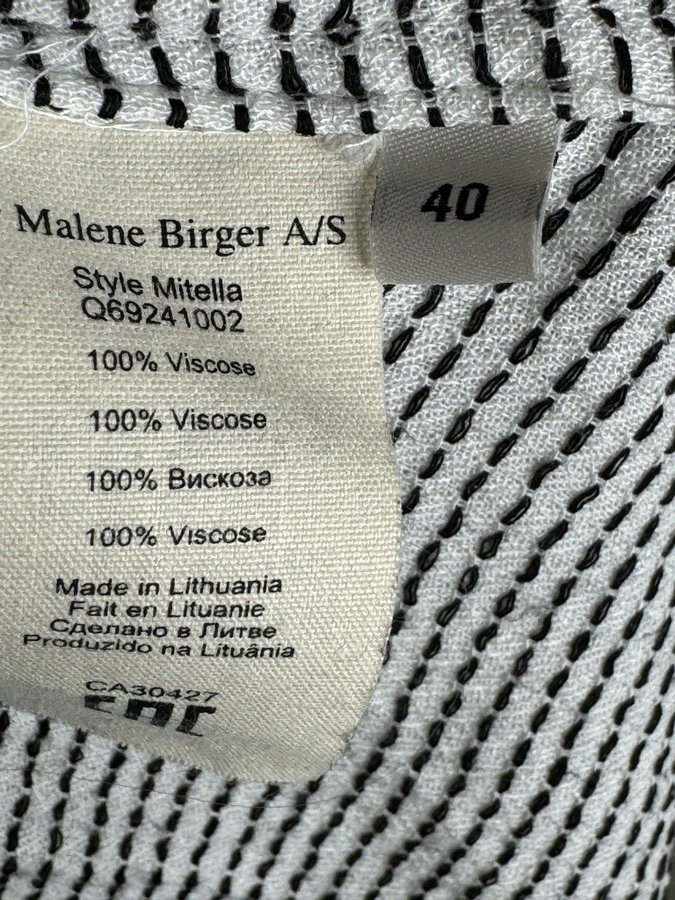 Malene Birger A/S
40
Style Mitella
Q69241002
100% Viscose
100% Viscose
100% Вискоза
100% Viscose
Made in Lithuania
Fait en Lituanie
Сделано в Литве
Produzido na Lituânia
CA30427
EAC